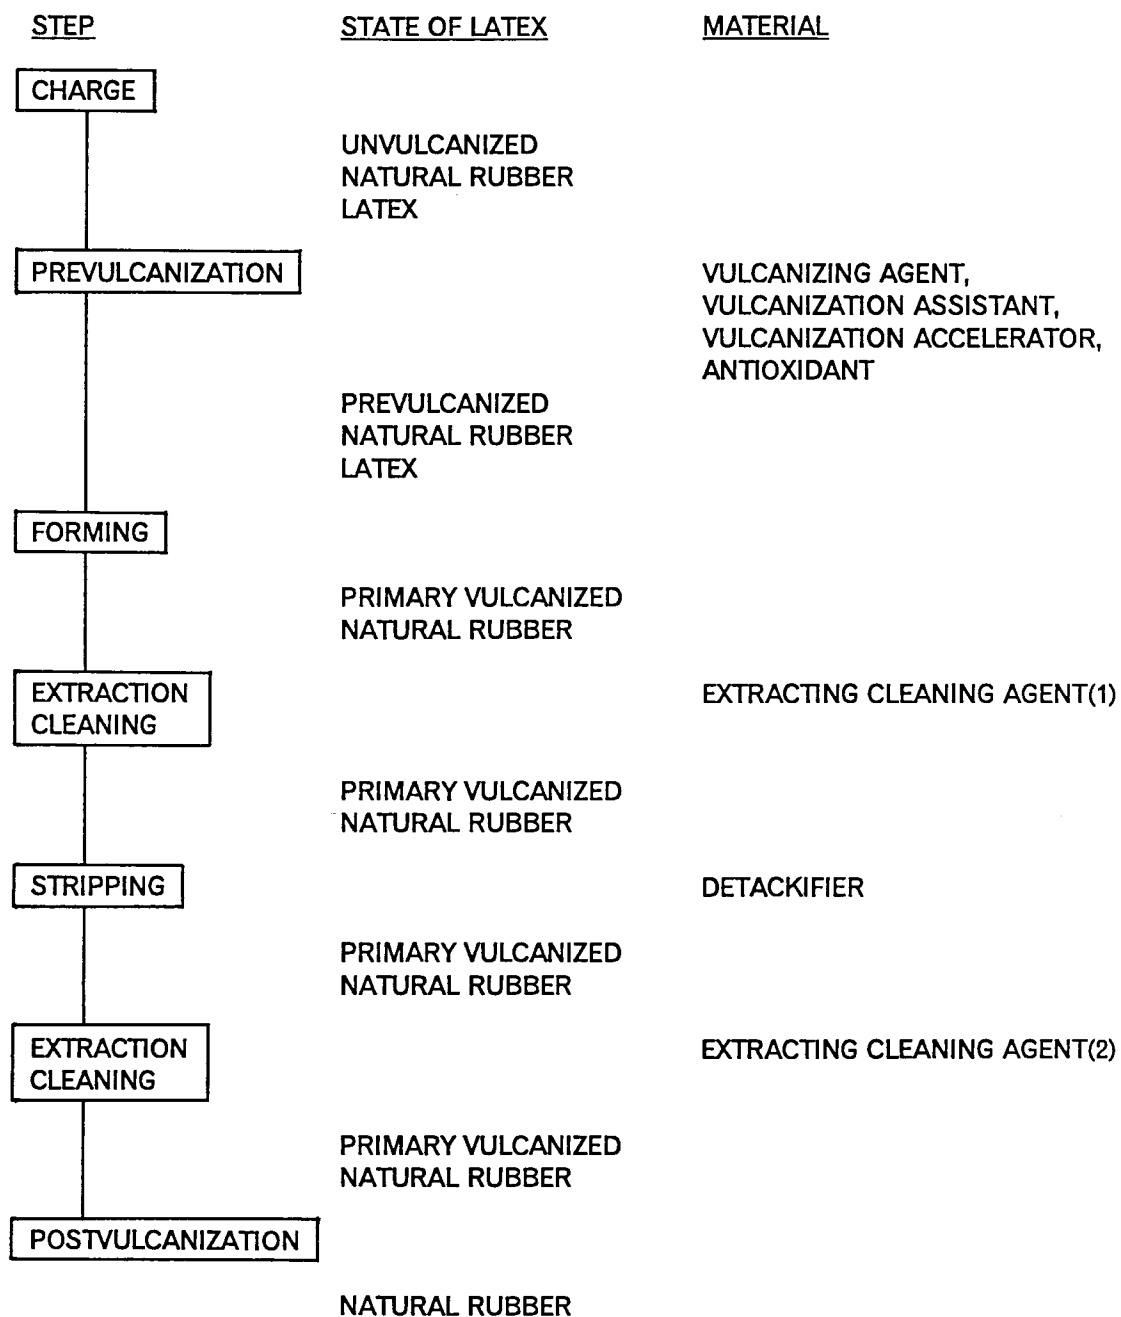 STEP STATE OF LATEX MATERIAL
CHARGE
UNVULCANIZED
NATURAL RUBBER
LATEX
PREVULCANIZATION VULCANIZING AGENT,
VULCANIZATION ASSISTANT,
VULCANIZATION ACCELERATOR,
ANTIOXIDANT
PREVULCANIZED
NATURAL RUBBER
LATEX
FORMING
PRIMARY VULCANIZED
NATURAL RUBBER
EXTRACTION EXTRACTING CLEANING AGENT(1)
CLEANING
PRIMARY VULCANIZED
NATURAL RUBBER
STRIPPING DETACKIFIER
PRIMARY VULCANIZED
NATURAL RUBBER
EXTRACTION EXTRACTING CLEANING AGENT(2)
CLEANING
PRIMARY VULCANIZED
NATURAL RUBBER
POSTVULCANIZATION
NATURAL RUBBER